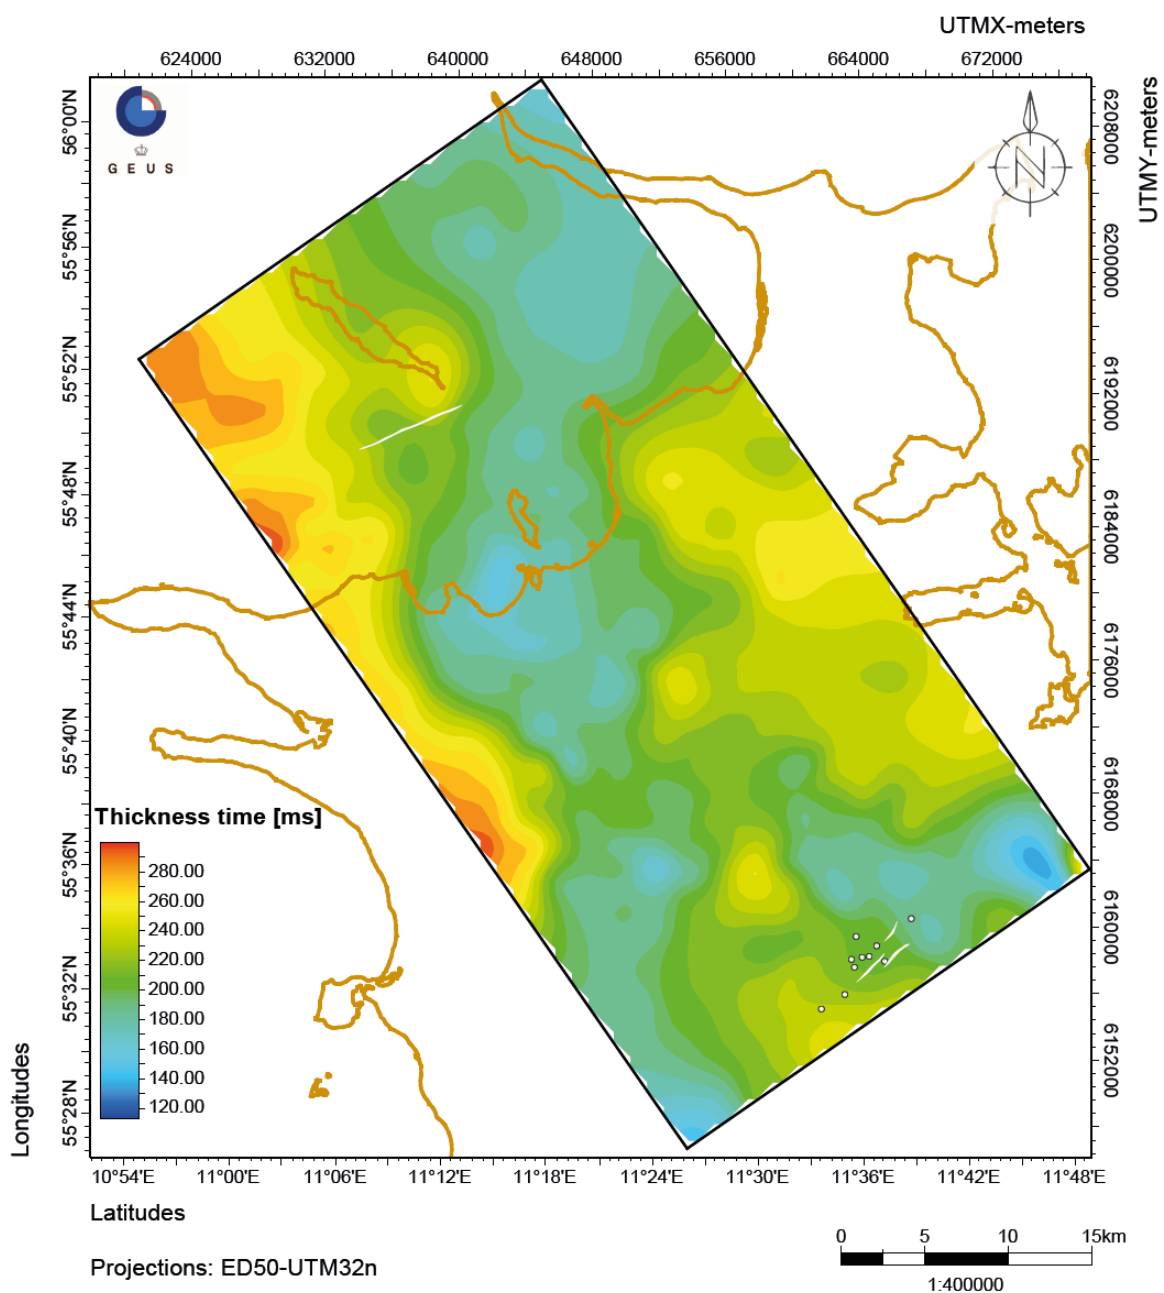 UTMX-meters
624000 632000 640000 648000 656000 664000 672000
GEUS
N
UTMY-meters
56°00'N
55°56'N
55°52'N
55°48'N
55°44'N
55°40'N
55°36'N
55°32'N
55°28'N
6208000
6200000
6192000
6184000
6176000
6168000
6160000
6152000
Thickness time [ms]
280.00
260.00
240.00
220.00
200.00
180.00
160.00
140.00
120.00
Longitudes
10°54'E 11°00'E 11°06'E 11°12'E 11°18'E 11°24'E 11°30'E 11°36'E 11°42'E 11°48'E
Latitudes
Projections: ED50-UTM32n
0 5 10 15km
1:400000